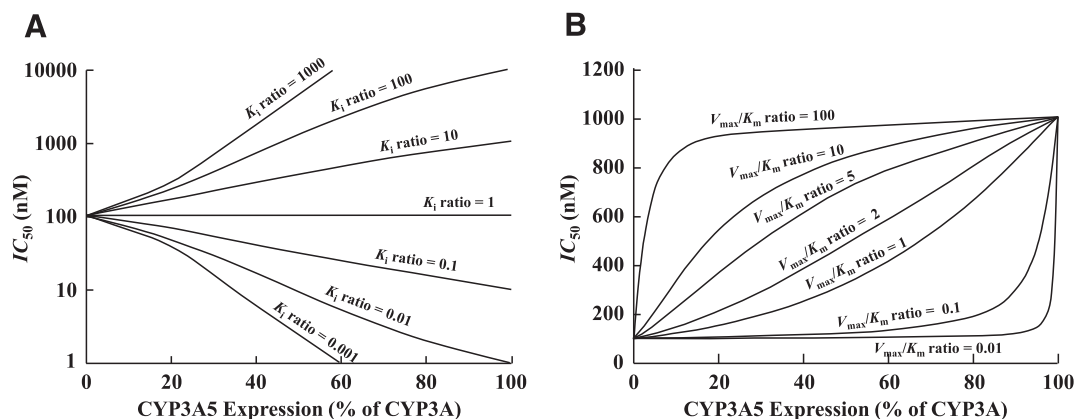 A
10000
1000
100
10
1
IC50 (nM)
Ki ratio = 1000
Ki ratio = 100
Ki ratio = 10
Ki ratio = 1
Ki ratio = 0.1
Ki ratio = 0.01
Ki ratio = 0.001
0 20 40 60 80 100
CYP3A5 Expression (% of CYP3A)
B
1200
1000
800
600
400
200
0
IC50 (nM)
Vmax/Km ratio = 100
Vmax/Km ratio = 10
Vmax/Km ratio = 5
Vmax/Km ratio = 2
Vmax/Km ratio = 1
Vmax/Km ratio = 0.1
Vmax/Km ratio = 0.01
0 20 40 60 80 100
CYP3A5 Expression (% of CYP3A)